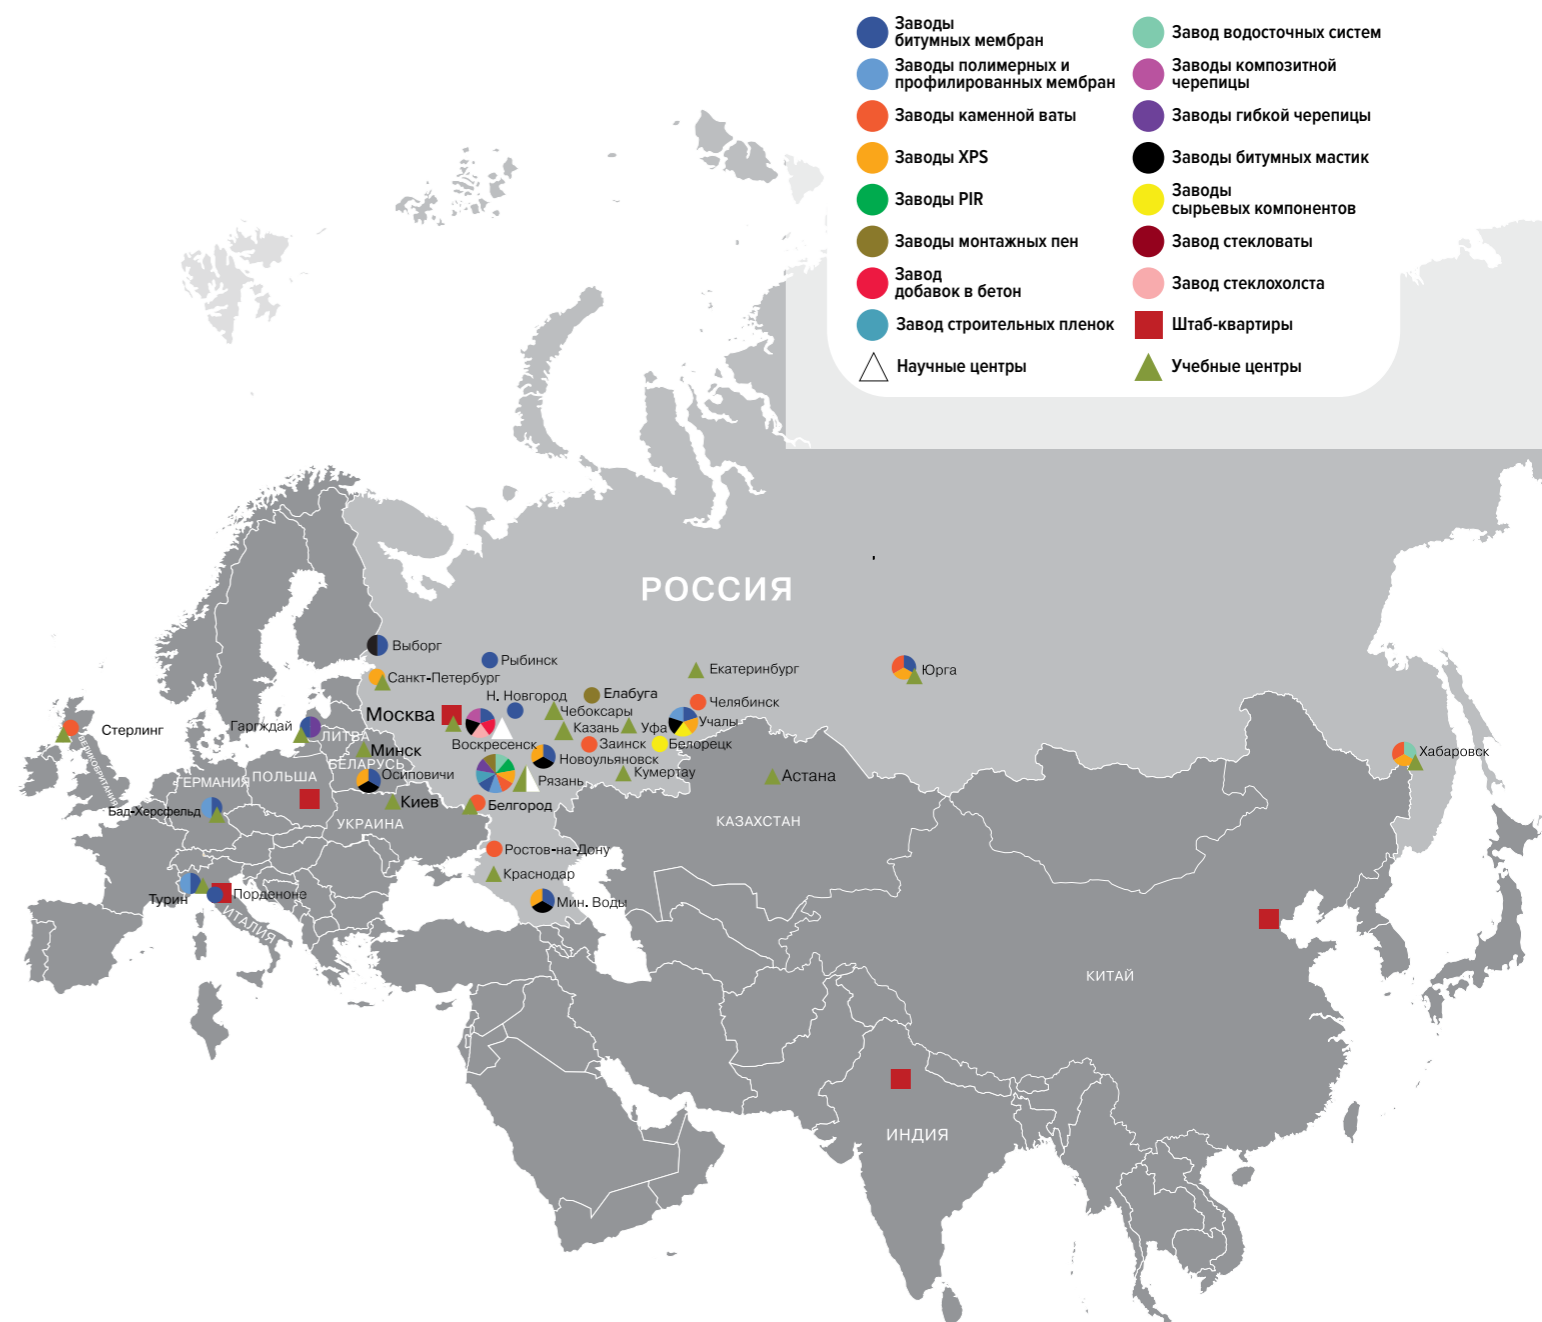 Заводы
битумных мембран
Заводы полимерных и
профилированных мембран
Заводы каменной ваты
Заводы XPS
Заводы PIR
Заводы монтажных пен
Завод
добавок в бетон
Завод строительных пленок
Научные центры
Завод водосточных систем
Заводы композитной
черепицы
Заводы гибкой черепицы
Заводы битумных мастик
Заводы
сырьевых компонентов
Завод стекловаты
Завод стеклохолста
Штаб-квартиры
Учебные центры
РОССИЯ
Выборг
Рыбинск
Санкт-Петербург
Екатеринбург
Юрга
Н. Новгород
Елабуга
Челябинск
Москва
Чебоксары
Учалы
Стерлинг
Гаргждай
ЛИТВА
Казань
Уфа
Воскресенск
Заинск
Белорецк
Хабаровск
ВЕЛИКОБРИТАНИЯ
Минск
БЕЛАРУСЬ
Новоульяновск
Осиповичи
Рязань
Кумертау
Астана
ГЕРМАНИЯ
ПОЛЬША
Бад-Херсфельд
Киев
Белгород
УКРАИНА
КАЗАХСТАН
Ростов-на-Дону
Краснодар
Турин
Порденоне
Мин. Воды
ИТАЛИЯ
КИТАЙ
ИНДИЯ